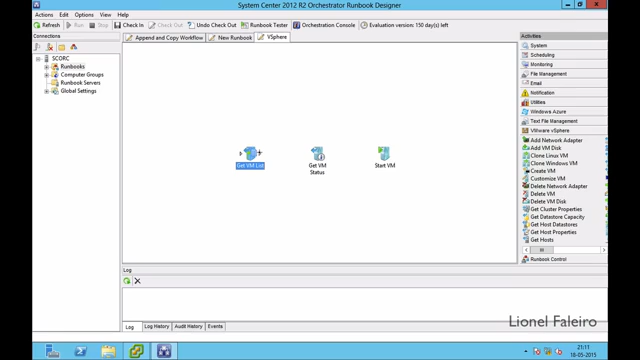 System Center 2012 R2 Orchestrator Runbook Designer
Actions Edit Options View Help
Refresh Run Stop Check In Check Out Undo Check Out Runbook Tester Orchestration Console Evaluation version: 150 day(s) left
Connections
Append and Copy Workflow New Runbook VSphere
Activities
SCORC
Runbooks
Computer Groups
Runbook Servers
Global Settings
Get VM List
Get VM Status
Start VM
System
Scheduling
Monitoring
File Management
Email
Notification
Utilities
Windows Azure
Text File Management
VMware vSphere
Add Network Adapter
Add VM Disk
Clone Linux VM
Clone Windows VM
Create VM
Customize VM
Delete Network Adapter
Delete VM
Delete VM Disk
Get Cluster Properties
Get Datastore Capacity
Get Host Datastores
Get Host Properties
Get Hosts
Runbook Control
Log
Log Log History Audit History Events
Lionel Faleiro
21:11
18-05-2015